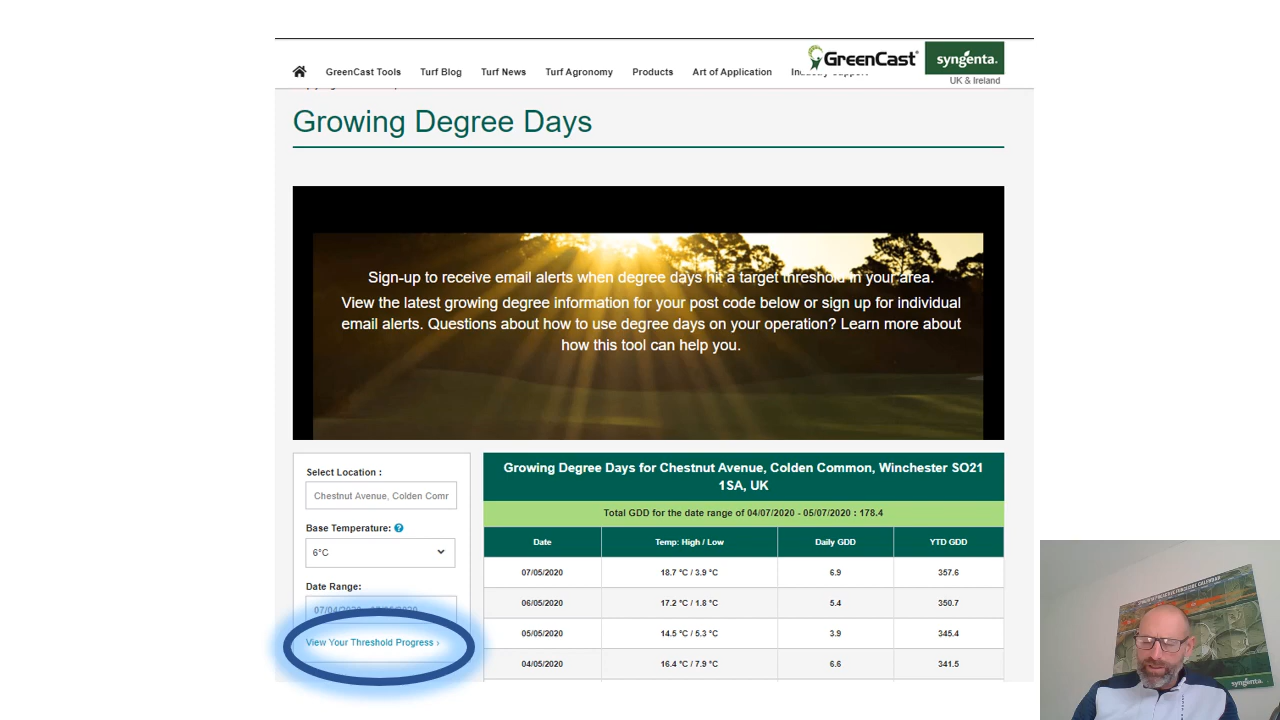 GreenCast
syngenta.
UK & Ireland
GreenCast Tools Turf Blog Turf News Turf Agronomy Products Art of Application Industry Support
Growing Degree Days
Sign-up to receive email alerts when degree days hit a target threshold in your area.
View the latest growing degree information for your post code below or sign up for individual
email alerts. Questions about how to use degree days on your operation? Learn more about
how this tool can help you.
Select Location :
Chestnut Avenue, Colden Comr
Base Temperature: ?
6°C
Date Range:
View Your Threshold Progress ›
Growing Degree Days for Chestnut Avenue, Colden Common, Winchester SO21
1SA, UK
Total GDD for the date range of 04/07/2020 - 05/07/2020 : 178.4
Date Temp: High / Low Daily GDD YTD GDD
07/05/2020 18.7 °C / 3.9 °C 6.9 357.6
06/05/2020 17.2 °C / 1.8 °C 5.4 350.7
05/05/2020 14.5 °C / 5.3 °C 3.9 345.4
04/05/2020 16.4 °C / 7.9 °C 6.6 341.5
syngenta.